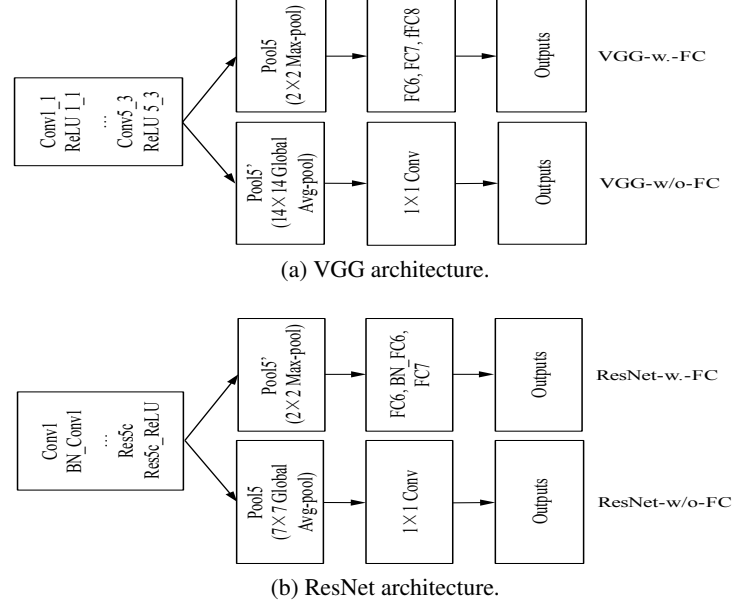 Conv1_1
ReLU 1_1
...
Conv5_3
ReLU 5_3
Pool5
(2×2 Max-pool)
FC6, FC7, fFC8
Outputs
VGG-w.-FC
Pool5'
(14×14 Global
Avg-pool)
1×1 Conv
Outputs
VGG-w/o-FC
(a) VGG architecture.
Conv1
BN_Conv1
...
Res5c
Res5c_ReLU
Pool5'
(2×2 Max-pool)
FC6, BN_FC6,
FC7
Outputs
ResNet-w.-FC
Pool5
(7×7 Global
Avg-pool)
1×1 Conv
Outputs
ResNet-w/o-FC
(b) ResNet architecture.